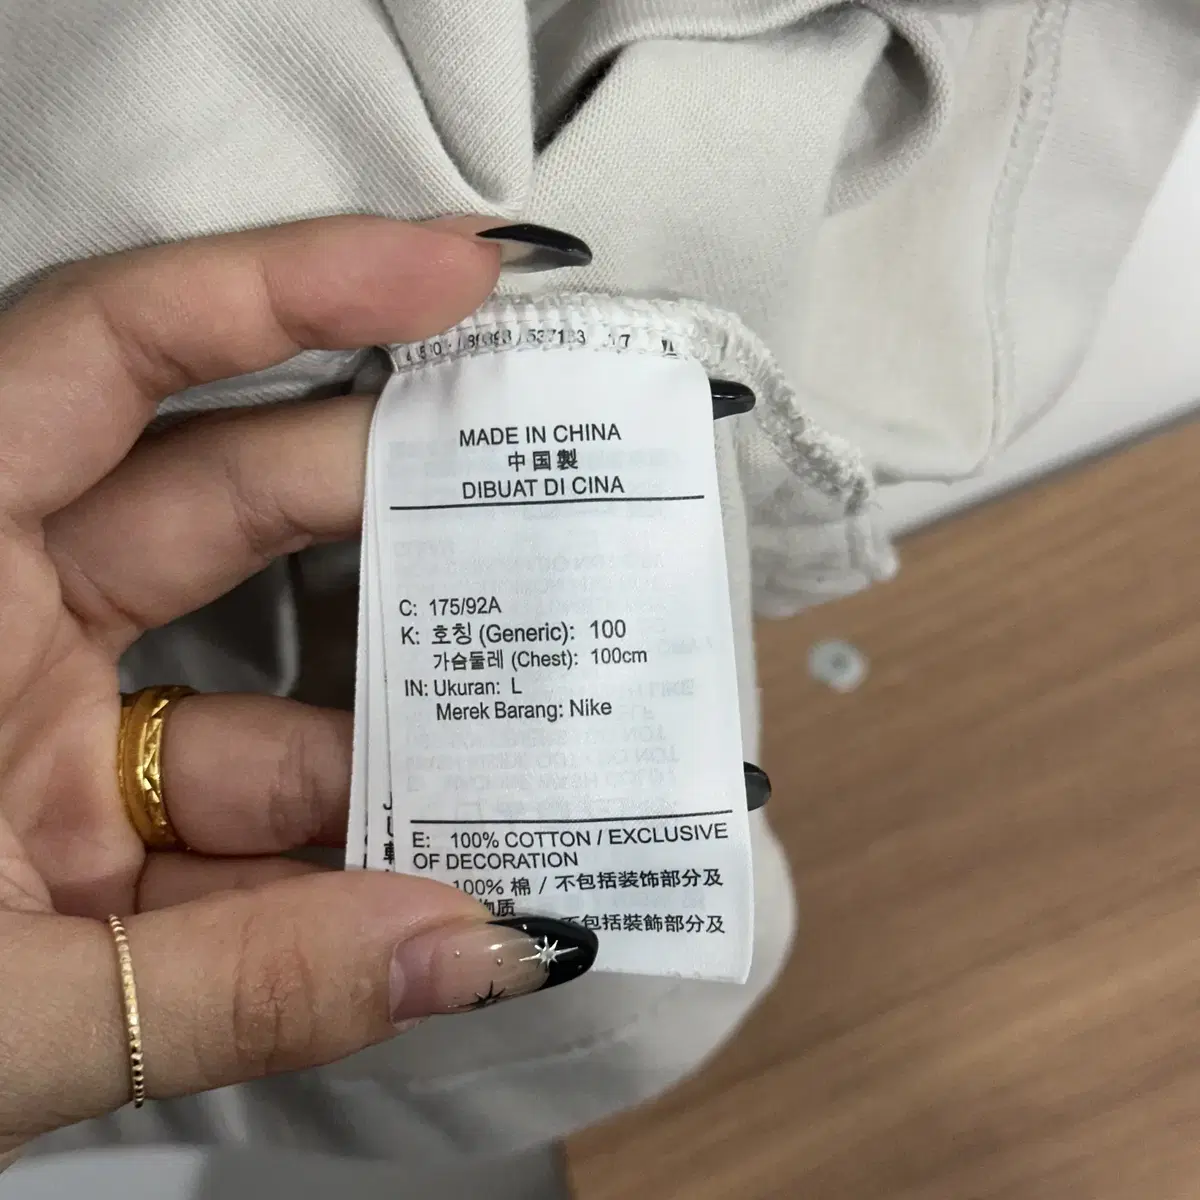 MADE IN CHINA
中国製
DIBUAT DI CINA
C: 175/92A
K: 호칭 (Generic): 100
가슴둘레 (Chest): 100cm
IN: Ukuran: L
Merek Barang: Nike
E: 100% COTTON / EXCLUSIVE
OF DECORATION
100% 棉 / 不包括装饰部分及
物质
不包括裝飾部分及